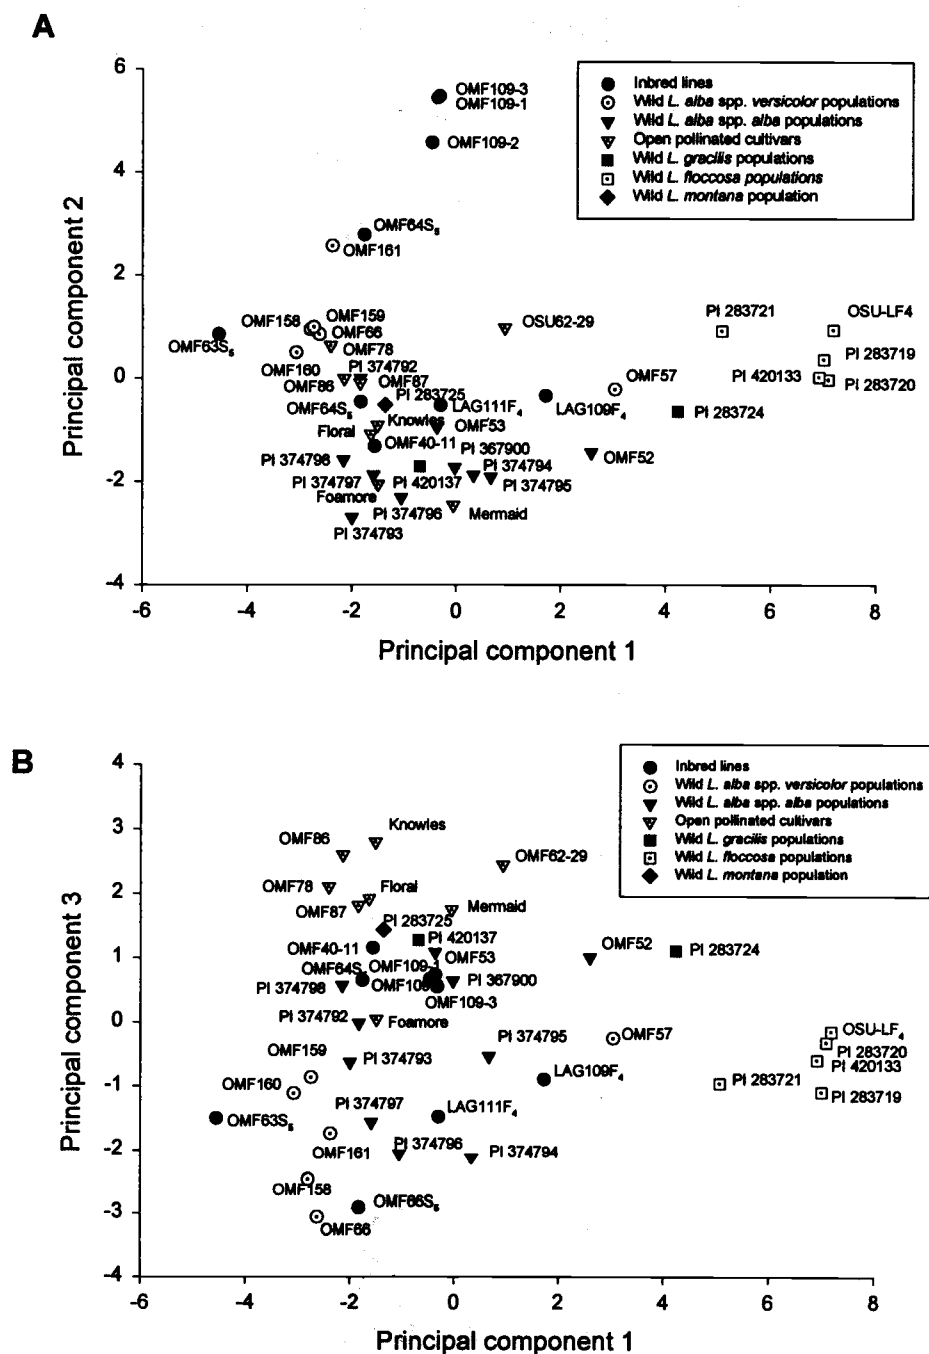 A
6
4
2
0
-2
-4
-6
-4
-2
0
2
4
6
8
Principal component 2
Principal component 1
Inbred lines
Wild L. alba spp. versicolor populations
Wild L. alba spp. alba populations
Open pollinated cultivars
Wild L. gracilis populations
Wild L. floccosa populations
Wild L. montana population
OMF109-3
OMF109-1
OMF109-2
OMF64S5
OMF161
OMF159
OMF158
OMF66
OMF63S5
OMF78
OMF160
PI 374792
OMF86
OMF87
PI 283725
OMF64S5
LAG111F4
Knowles
OMF53
Floral
OMF40-11
PI 374798
PI 367900
PI 374794
PI 374797
PI 420137
PI 374795
Foamore
PI 374796
Mermaid
PI 374793
OSU62-29
PI 283721
OSU-LF4
PI 283719
OMF57
PI 420133
PI 283720
LAG109F4
PI 283724
OMF52
B
4
3
2
1
0
-1
-2
-3
-4
-6
-4
-2
0
2
4
6
8
Principal component 3
Principal component 1
Inbred lines
Wild L. alba spp. versicolor populations
Wild L. alba spp. alba populations
Open pollinated cultivars
Wild L. gracilis populations
Wild L. floccosa populations
Wild L. montana population
Knowles
OMF86
OMF62-29
OMF78
Floral
OMF87
Mermaid
PI 283725
PI 420137
OMF40-11
OMF53
OMF52
PI 283724
OMF109-1
OMF64S
PI 374798
OMF109
PI 367900
OMF109-3
PI 374792
Foamore
PI 374795
OMF57
OSU-LF4
OMF159
PI 374793
PI 283720
PI 420133
OMF160
LAG109F4
PI 283721
PI 283719
OMF63S5
PI 374797
LAG111F4
OMF161
PI 374796
PI 374794
OMF158
OMF66S5
OMF66